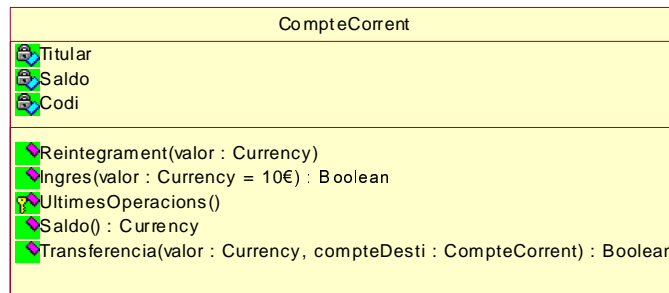 CompteCorrent
Titular
Saldo
Codi
Reintegrament(valor : Currency)
Ingres(valor : Currency = 10€) : Boolean
UltimesOperacions()
Saldo() : Currency
Transferencia(valor : Currency, compteDesti : CompteCorrent) : Boolean